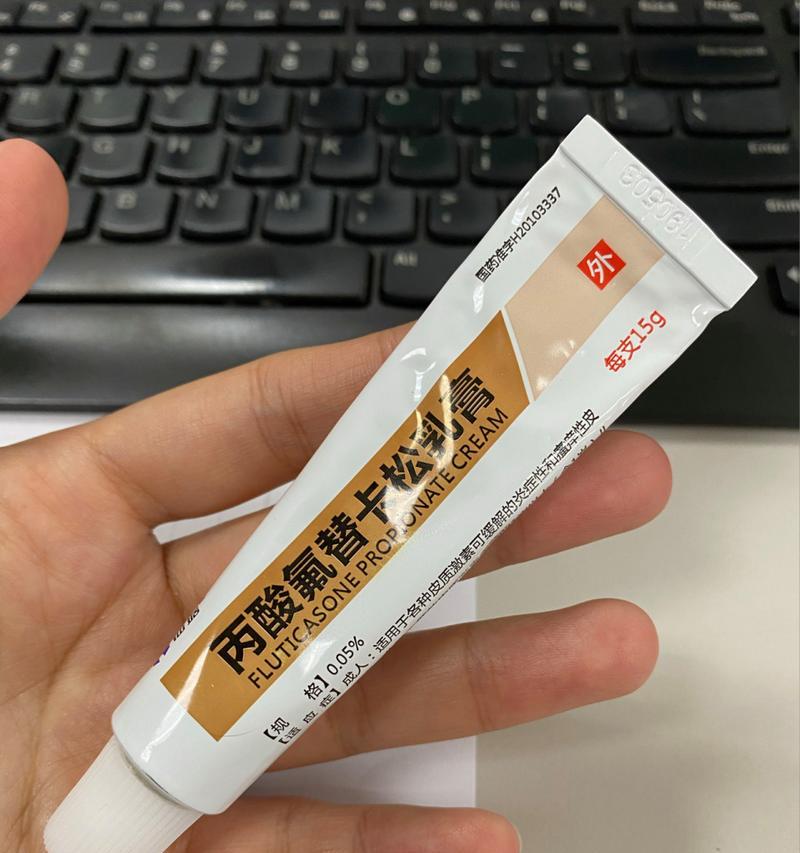 国药准字H20103337
外
每支15g
丙酸氟替卡松乳膏
FLUTICASONE PROPIONATE CREAM
【规 格】0.05%
【适 应 症】成人：适用于各种皮质激素可缓解的炎症性和瘙痒性皮